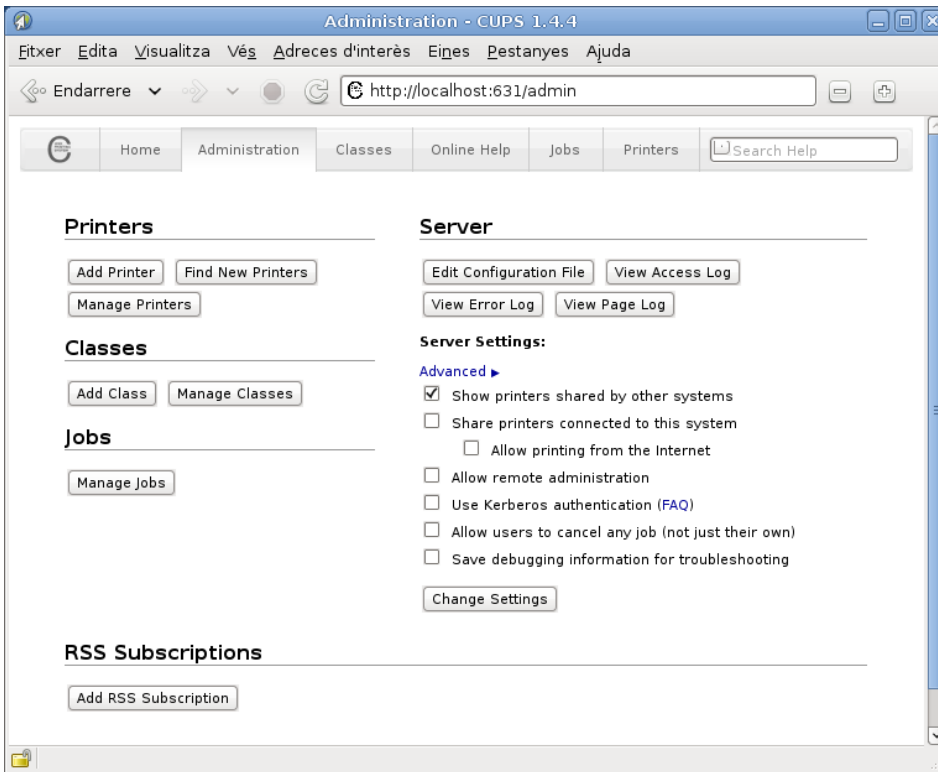 Administration - CUPS 1.4.4
Fitxer Edita Visualitza Vés Adreces d'interès Eines Pestanyes Ajuda
Endarrere http://localhost:631/admin
Home Administration Classes Online Help Jobs Printers Search Help
Printers
Add Printer Find New Printers
Manage Printers
Classes
Add Class Manage Classes
Jobs
Manage Jobs
Server
Edit Configuration File View Access Log
View Error Log View Page Log
Server Settings:
Advanced ▸
Show printers shared by other systems
Share printers connected to this system
Allow printing from the Internet
Allow remote administration
Use Kerberos authentication (FAQ)
Allow users to cancel any job (not just their own)
Save debugging information for troubleshooting
Change Settings
RSS Subscriptions
Add RSS Subscription